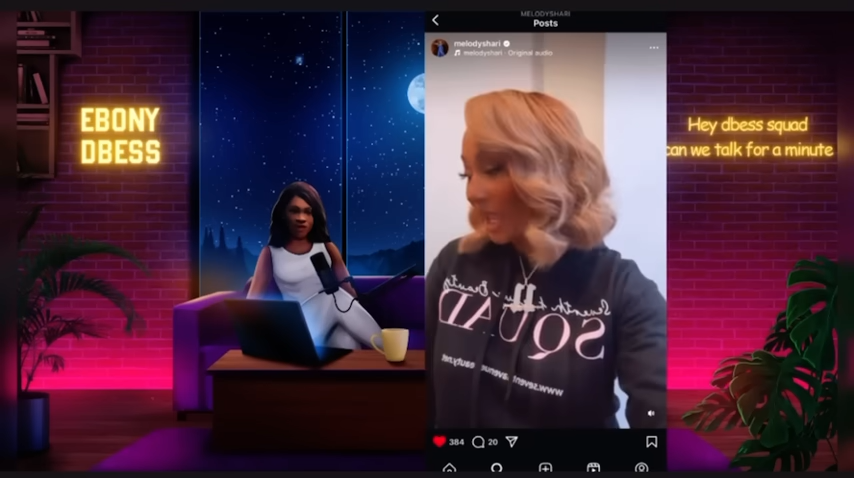 MELODYSHARI
Posts
melodyshari
melodyshari · Original audio
EBONY
DBESS
Hey dbess squad
can we talk for a minute
SQUAD
384
20